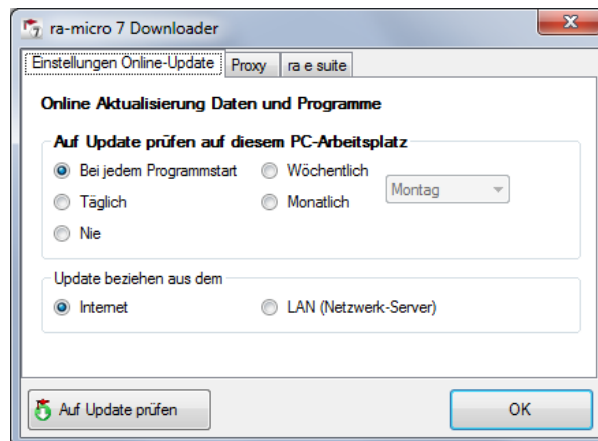 ra-micro 7 Downloader
Einstellungen Online-Update Proxy ra e suite
Online Aktualisierung Daten und Programme
Auf Update prüfen auf diesem PC-Arbeitsplatz
Bei jedem Programmstart Wöchentlich
Montag
Täglich Monatlich
Nie
Update beziehen aus dem
Internet LAN (Netzwerk-Server)
Auf Update prüfen OK